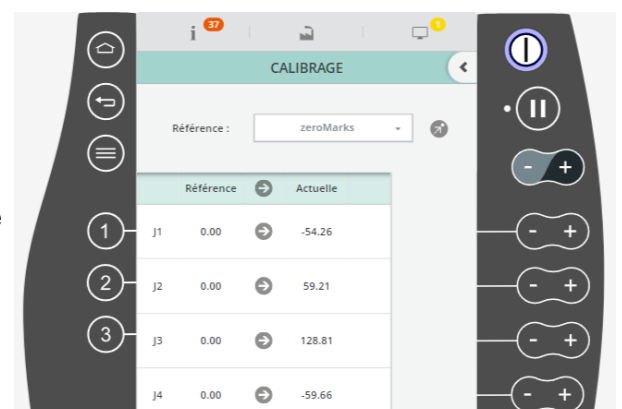 i 37 1
CALIBRAGE
Référence : zeroMarks
Référence Actuelle
J1 0.00 -54.26
J2 0.00 59.21
J3 0.00 128.81
J4 0.00 -59.66
1
2
3
- +
- +
- +
- +
- +
e